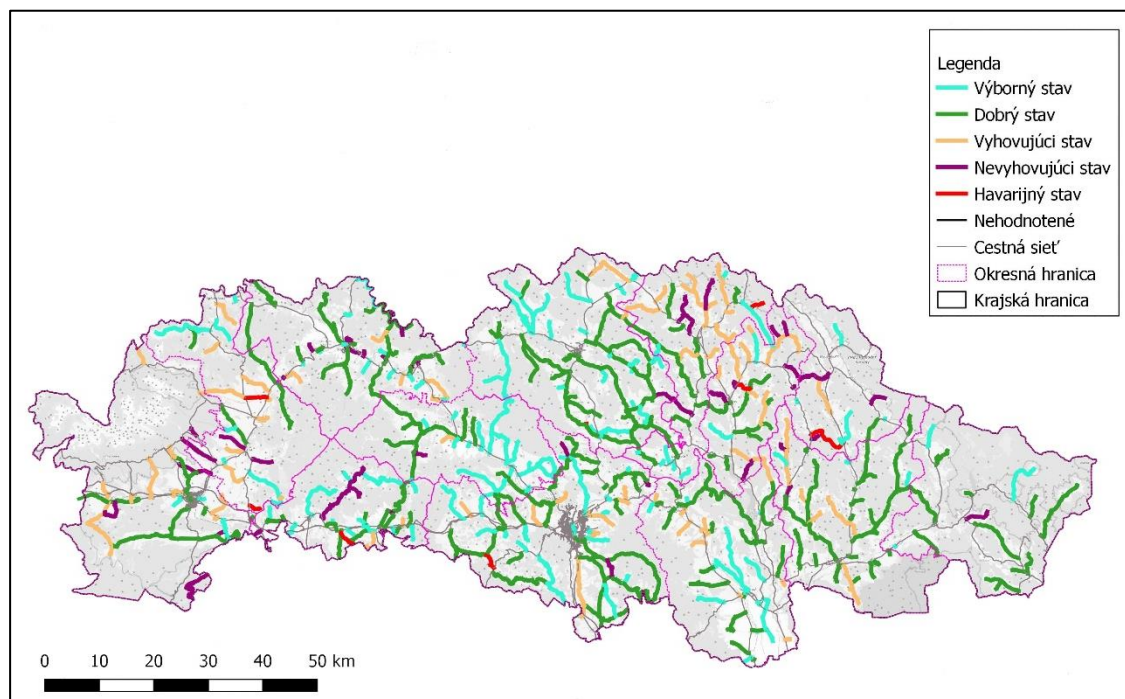 Legenda
Výborný stav
Dobrý stav
Vyhovujúci stav
Nevyhovujúci stav
Havarijný stav
Nehodnotené
Cestná sieť
Okresná hranica
Krajská hranica
0 10 20 30 40 50 km